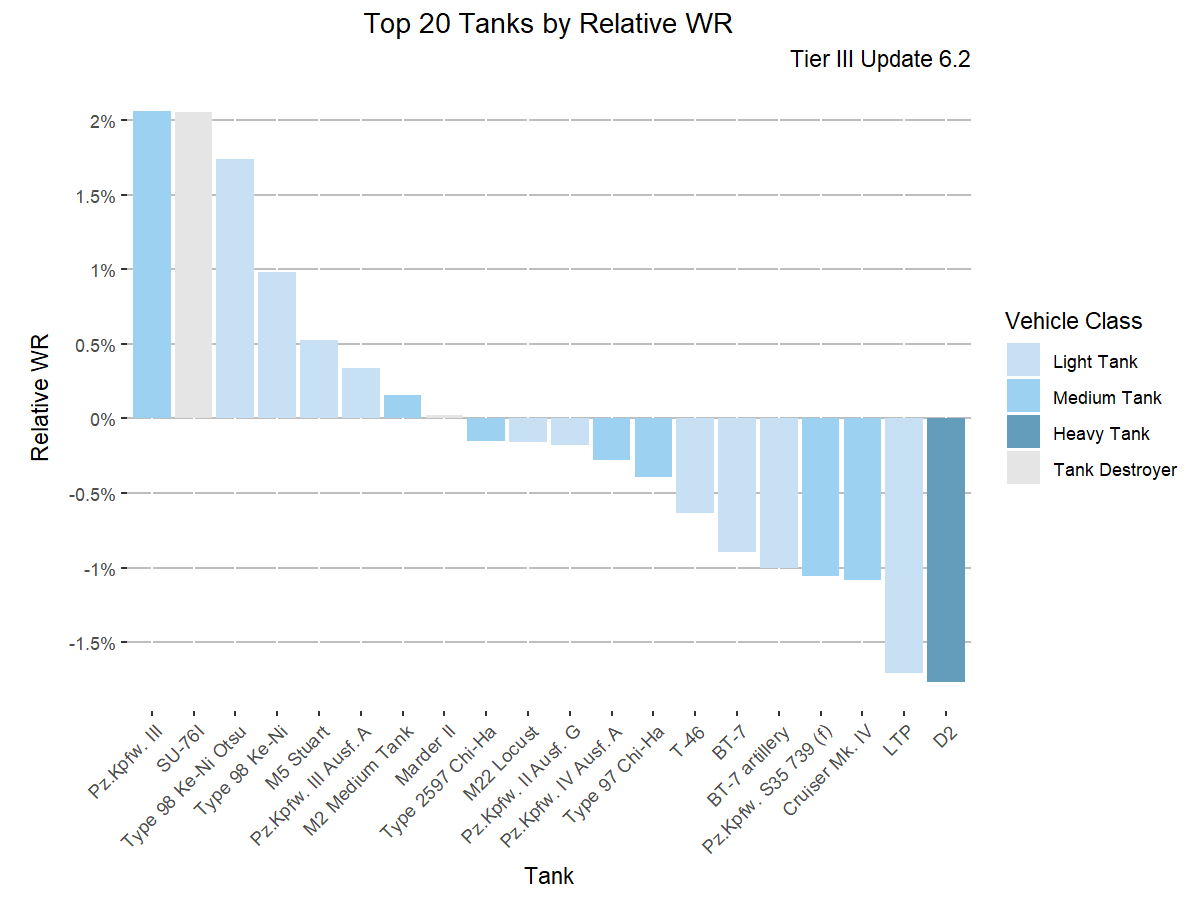 Top 20 Tanks by Relative WR
Tier III Update 6.2
2%
1.5%
1%
0.5%
0%
-0.5%
-1%
-1.5%
Relative WR
Pz.Kpfw. III
SU-76I
Type 98 Ke-Ni Otsu
Type 98 Ke-Ni
M5 Stuart
Pz.Kpfw. III Ausf. A
M2 Medium Tank
Marder II
Type 2597 Chi-Ha
M22 Locust
Pz.Kpfw. II Ausf. G
Pz.Kpfw. IV Ausf. A
Type 97 Chi-Ha
T-46
BT-7
BT-7 artillery
Pz.Kpfw. S35 739 (f)
Cruiser Mk. IV
LTP
D2
Tank
Vehicle Class
Light Tank
Medium Tank
Heavy Tank
Tank Destroyer